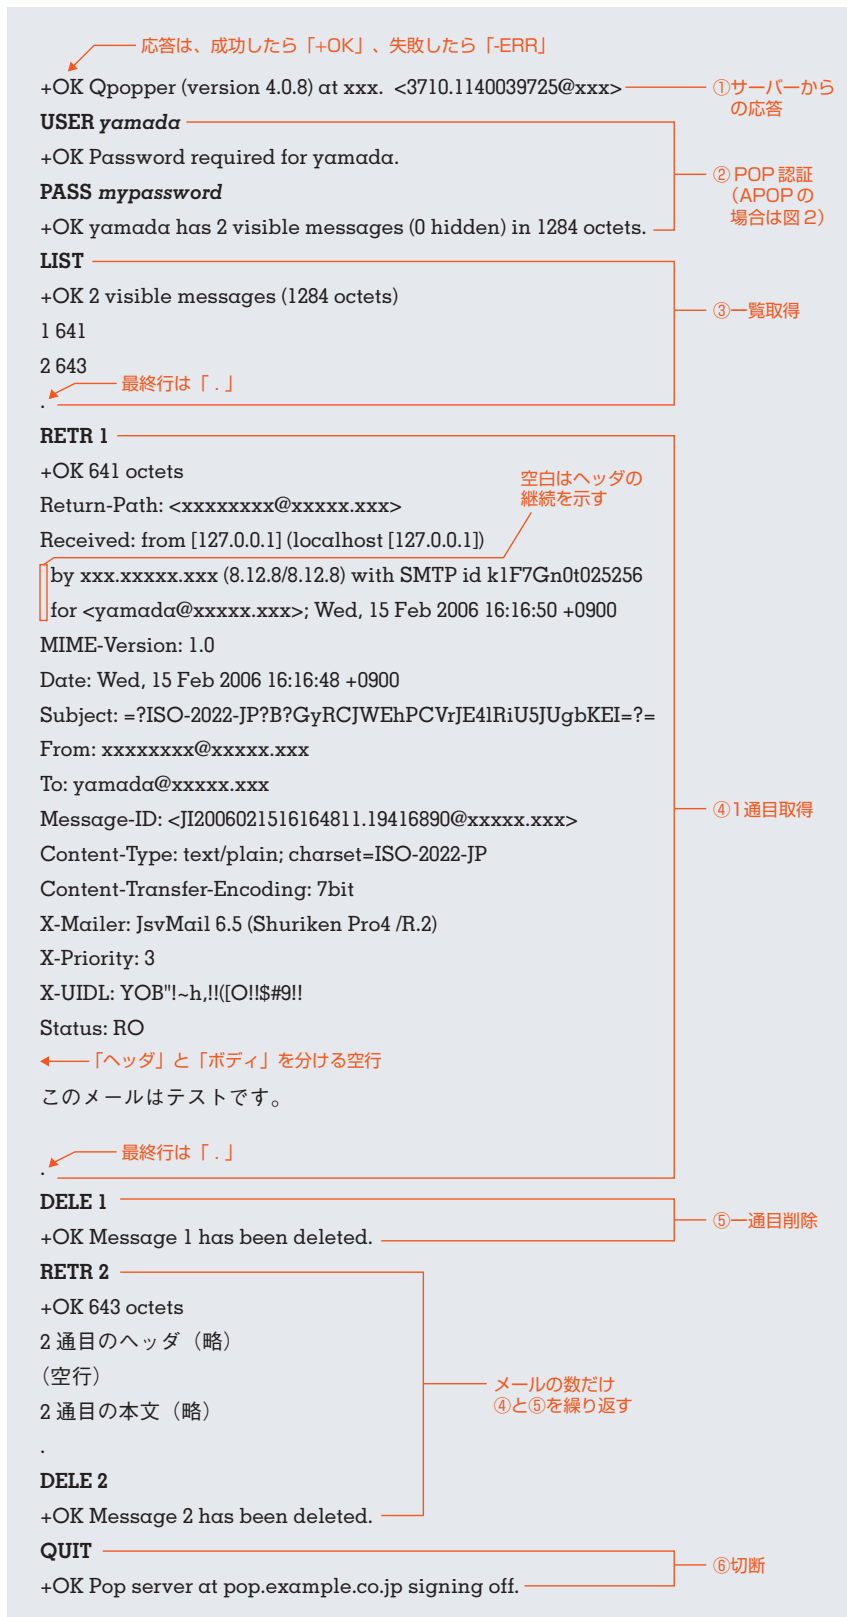 応答は、成功したら「+OK」、失敗したら「-ERR」
+OK Qpopper (version 4.0.8) at xxx. <3710.1140039725@xxx>
①サーバーから
の応答
USER yamada
+OK Password required for yamada.
PASS mypassword
+OK yamada has 2 visible messages (0 hidden) in 1284 octets.
② POP 認証
（APOP の
場合は図 2）
LIST
+OK 2 visible messages (1284 octets)
1 641
2 643
最終行は「 . 」
.
③一覧取得
RETR 1
+OK 641 octets
空白はヘッダの
継続を示す
Return-Path: <xxxxxxxx@xxxxx.xxx>
Received: from [127.0.0.1] (localhost [127.0.0.1])
by xxx.xxxxx.xxx (8.12.8/8.12.8) with SMTP id k1F7Gn0t025256
for <yamada@xxxxx.xxx>; Wed, 15 Feb 2006 16:16:50 +0900
MIME-Version: 1.0
Date: Wed, 15 Feb 2006 16:16:48 +0900
Subject: =?ISO-2022-JP?B?GyRCJWEhPCVrJE4lRiU5JUgbKEI=?=
From: xxxxxxxx@xxxxx.xxx
To: yamada@xxxxx.xxx
Message-ID: <JI2006021516164811.19416890@xxxxx.xxx>
④1通目取得
Content-Type: text/plain; charset=ISO-2022-JP
Content-Transfer-Encoding: 7bit
X-Mailer: JsvMail 6.5 (Shuriken Pro4 /R.2)
X-Priority: 3
X-UIDL: YOB"!~h,!!([O!!$#9!!
Status: RO
「ヘッダ」と「ボディ」を分ける空行
このメールはテストです。
最終行は「 . 」
.
DELE 1
+OK Message 1 has been deleted.
⑤一通目削除
RETR 2
+OK 643 octets
2 通目のヘッダ（略）
（空行）
2 通目の本文（略）
.
メールの数だけ
④と⑤を繰り返す
DELE 2
+OK Message 2 has been deleted.
QUIT
+OK Pop server at pop.example.co.jp signing off.
⑥切断